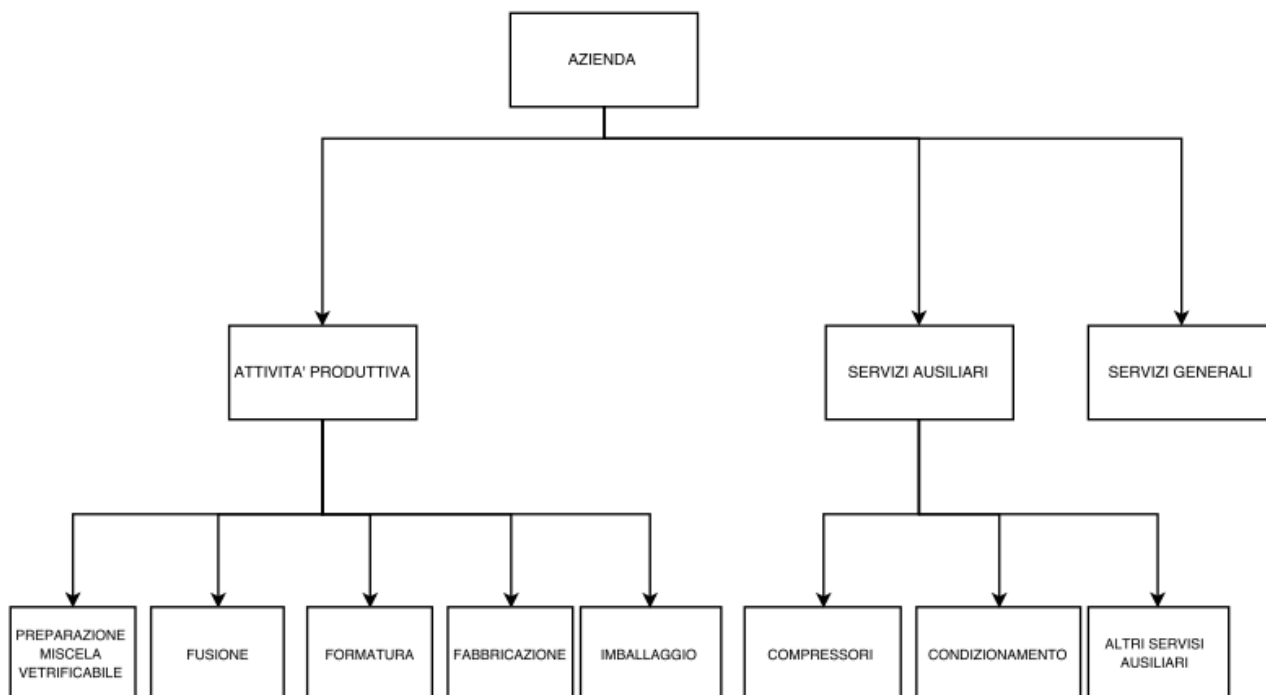 AZIENDA
ATTIVITA' PRODUTTIVA
SERVIZI AUSILIARI
SERVIZI GENERALI
PREPARAZIONE
MISCELA
VETRIFICABILE
FUSIONE
FORMATURA
FABBRICAZIONE
IMBALLAGGIO
COMPRESSORI
CONDIZIONAMENTO
ALTRI SERVISI
AUSILIARI